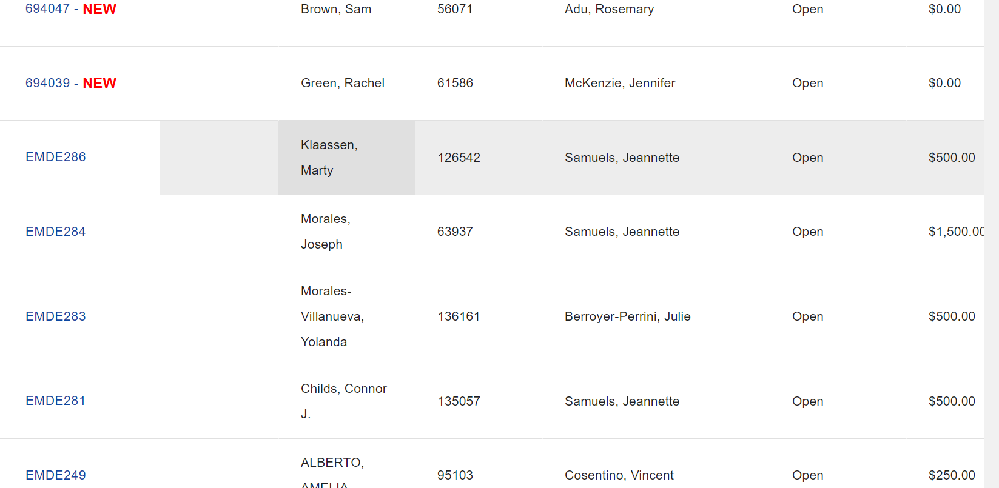 694047 - NEW Brown, Sam 56071 Adu, Rosemary Open $0.00
694039 - NEW Green, Rachel 61586 McKenzie, Jennifer Open $0.00
Klaassen,
EMDE286 126542 Samuels, Jeannette Open $500.00
Marty
Morales,
EMDE284 63937 Samuels, Jeannette Open $1,500.00
Joseph
Morales-
EMDE283 Villanueva, 136161 Berroyer-Perrini, Julie Open $500.00
Yolanda
Childs, Connor
EMDE281 135057 Samuels, Jeannette Open $500.00
J.
ALBERTO,
EMDE249 95103 Cosentino, Vincent Open $250.00
AMELIA